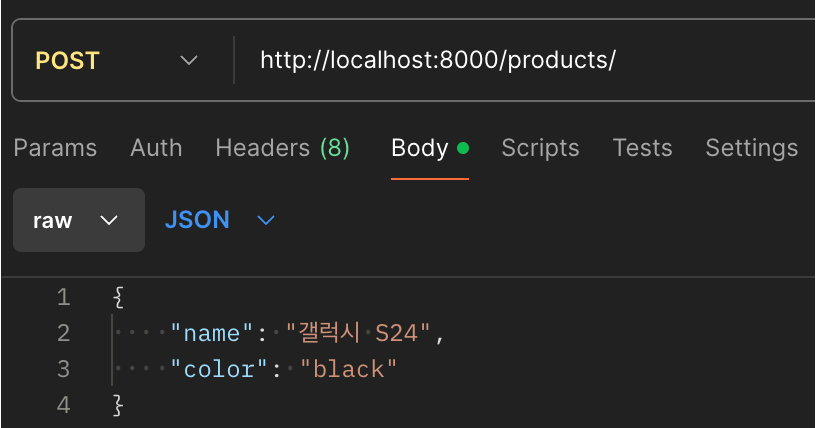 POST http://localhost:8000/products/
Params Auth Headers (8) Body Scripts Tests Settings
raw JSON
1 {
2 "name": "갤럭시 S24",
3 "color": "black"
4 }